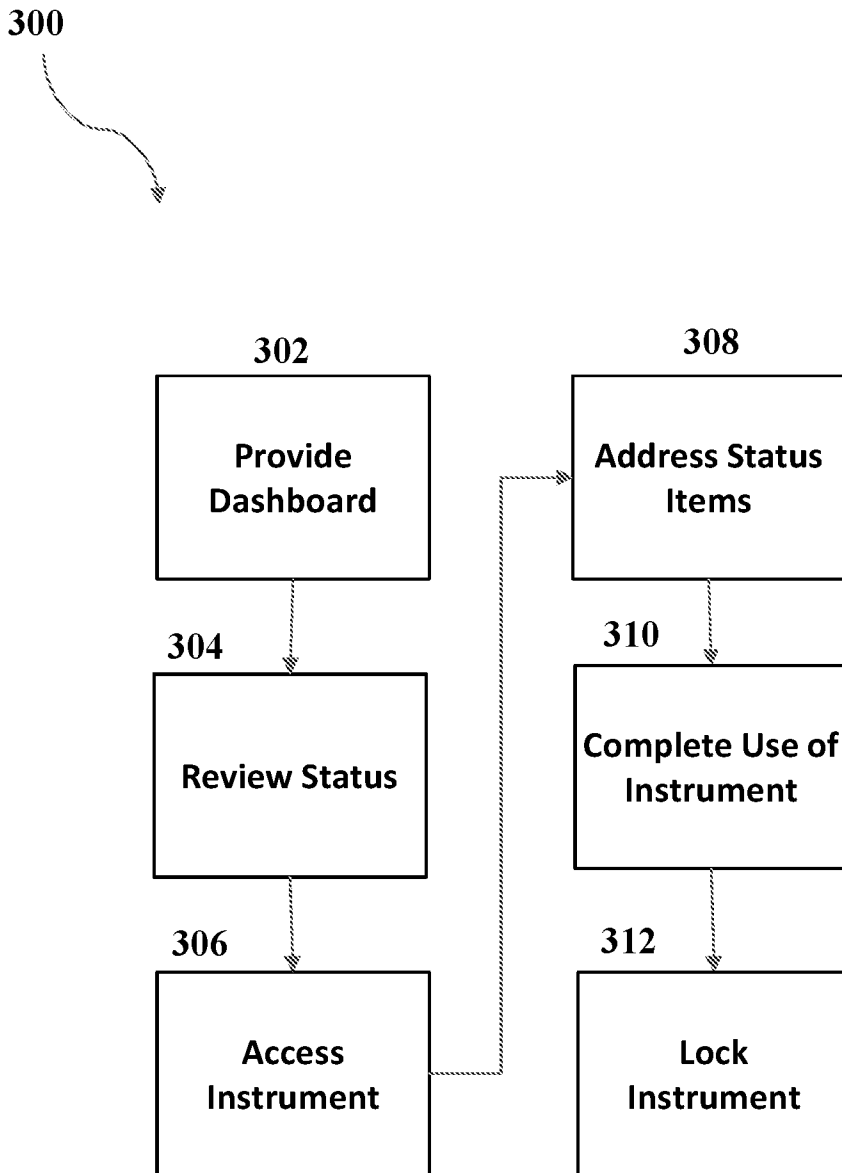 300
302
Provide
Dashboard
304
Review Status
306
Access
Instrument
308
Address Status
Items
310
Complete Use of
Instrument
312
Lock
Instrument